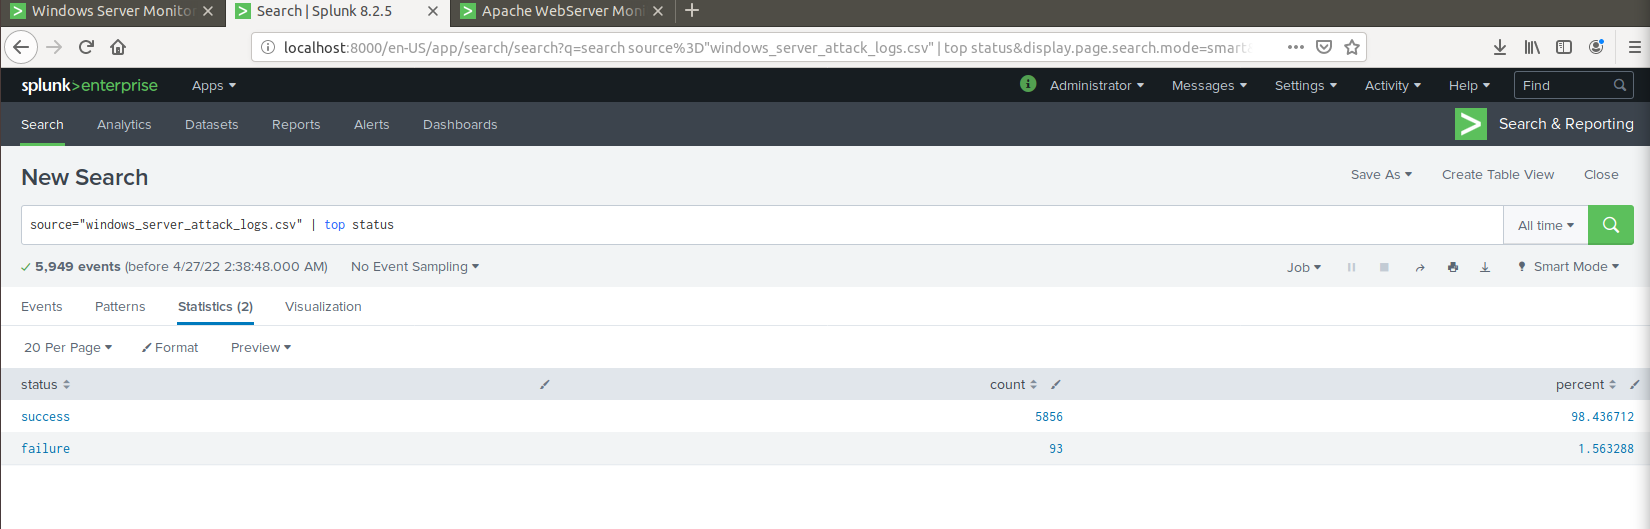 Windows Server Monitor
Search | Splunk 8.2.5
Apache WebServer Mon
localhost:8000/en-US/app/search/search?q=search source%3D"windows_server_attack_logs.csv" | top status&display.page.search.mode=smart
splunk>enterprise Apps
i Administrator Messages Settings Activity Help Find
Search Analytics Datasets Reports Alerts Dashboards
> Search & Reporting
New Search
Save As Create Table View Close
source="windows_server_attack_logs.csv" | top status
All time
✓ 5,949 events (before 4/27/22 2:38:48.000 AM) No Event Sampling
Job Smart Mode
Events Patterns Statistics (2) Visualization
20 Per Page Format Preview
status count percent
success 5856 98.436712
failure 93 1.563288